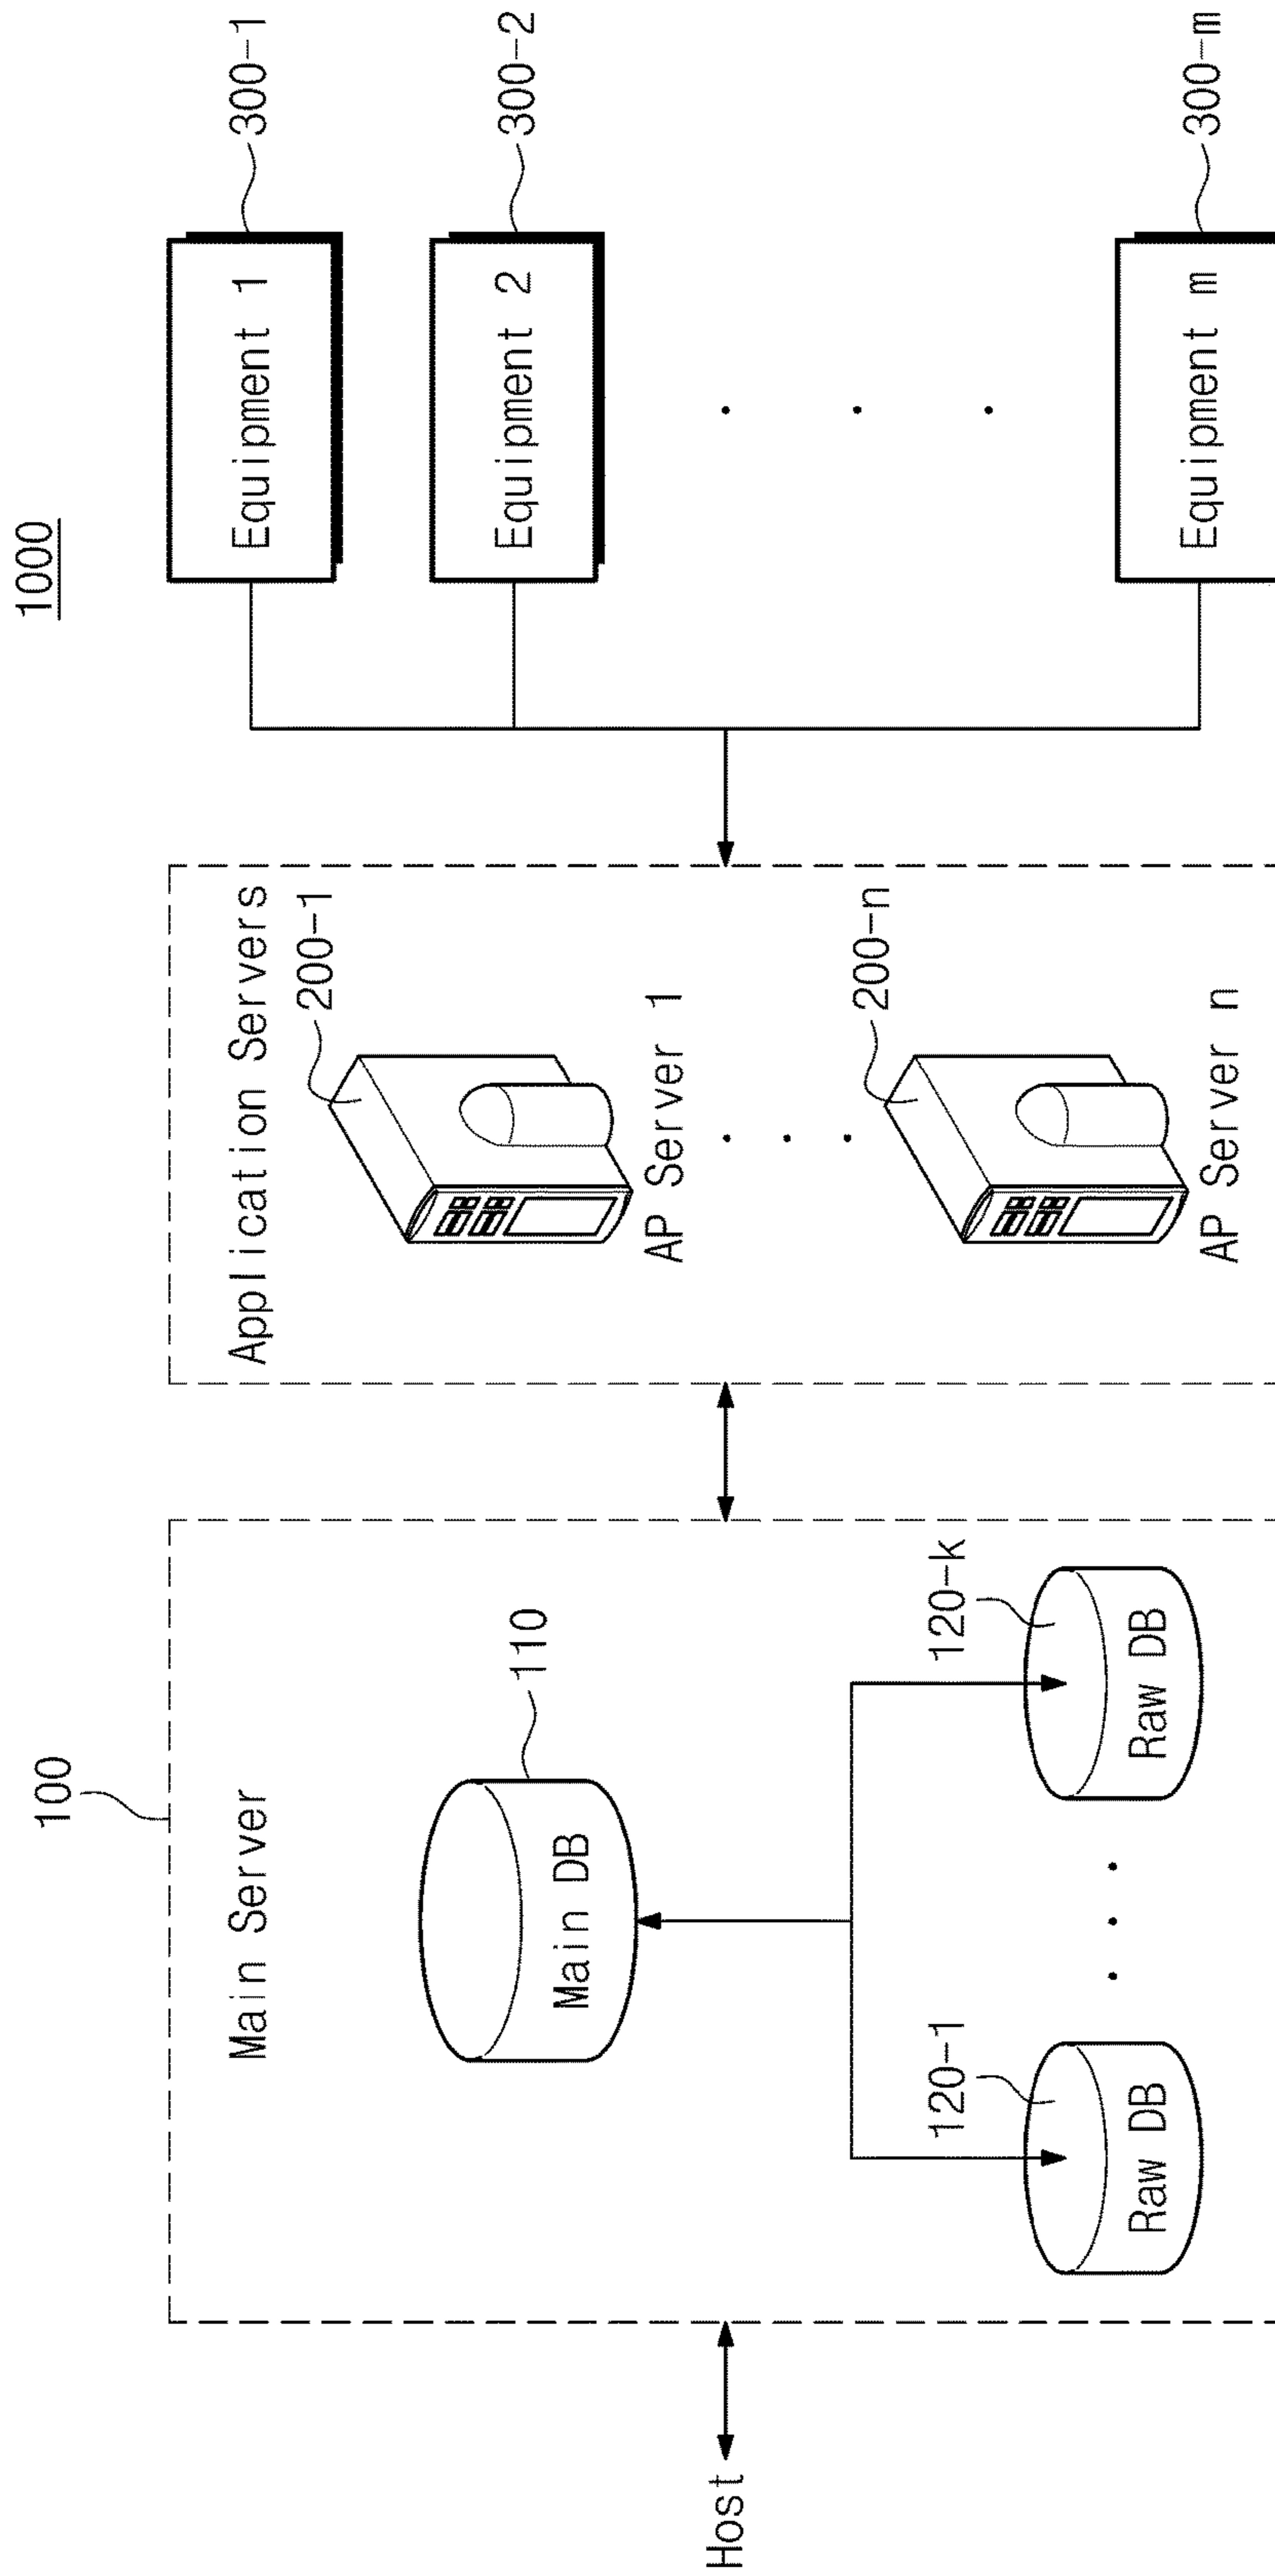 1000
100
Main Server
110
Main DB
120-1
Raw DB
120-k
Raw DB
Host
Application Servers
200-1
AP Server 1
200-n
AP Server n
300-1
Equipment 1
300-2
Equipment 2
300-m
Equipment m